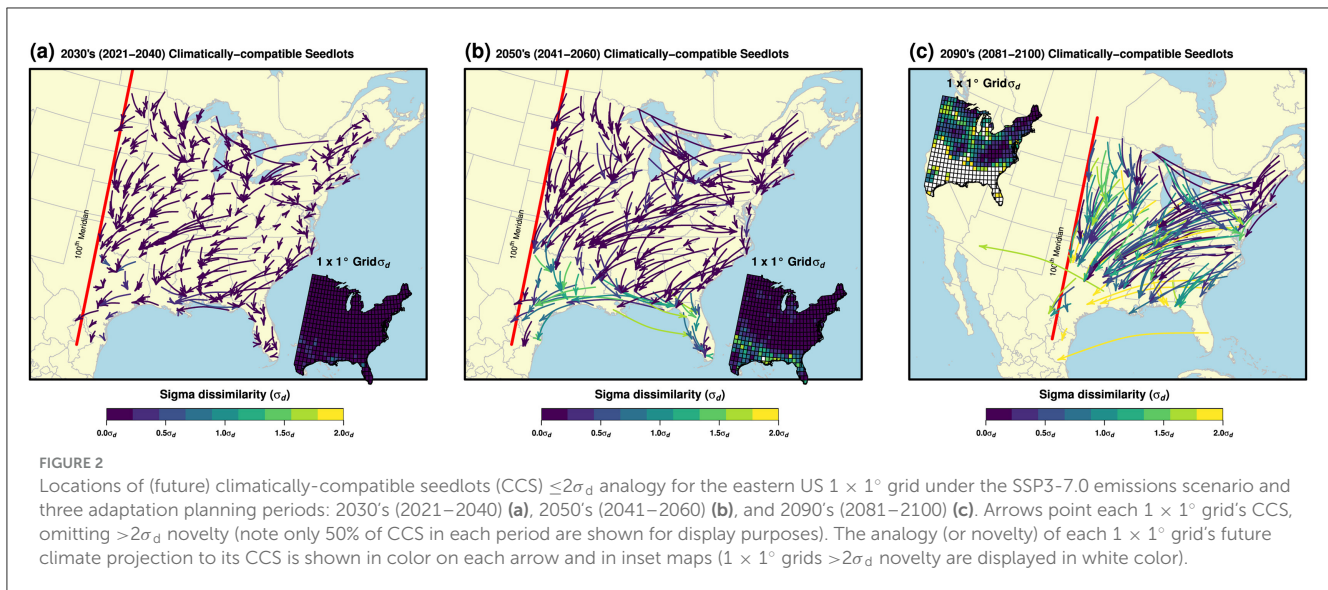 (a) 2030's (2021–2040) Climatically–compatible Seedlots
100th Meridian
1 x 1° Gridσd
Sigma dissimilarity (σd)
0.0σd 0.5σd 1.0σd 1.5σd 2.0σd
(b) 2050's (2041–2060) Climatically–compatible Seedlots
100th Meridian
1 x 1° Gridσd
Sigma dissimilarity (σd)
0.0σd 0.5σd 1.0σd 1.5σd 2.0σd
(c) 2090's (2081–2100) Climatically–compatible Seedlots
1 x 1° Gridσd
100th Meridian
Sigma dissimilarity (σd)
0.0σd 0.5σd 1.0σd 1.5σd 2.0σd
FIGURE 2
Locations of (future) climatically-compatible seedlots (CCS) ≤2σd analogy for the eastern US 1 × 1° grid under the SSP3-7.0 emissions scenario and
three adaptation planning periods: 2030's (2021–2040) (a), 2050's (2041–2060) (b), and 2090's (2081–2100) (c). Arrows point each 1 × 1° grid's CCS,
omitting >2σd novelty (note only 50% of CCS in each period are shown for display purposes). The analogy (or novelty) of each 1 × 1° grid's future
climate projection to its CCS is shown in color on each arrow and in inset maps (1 × 1° grids >2σd novelty are displayed in white color).